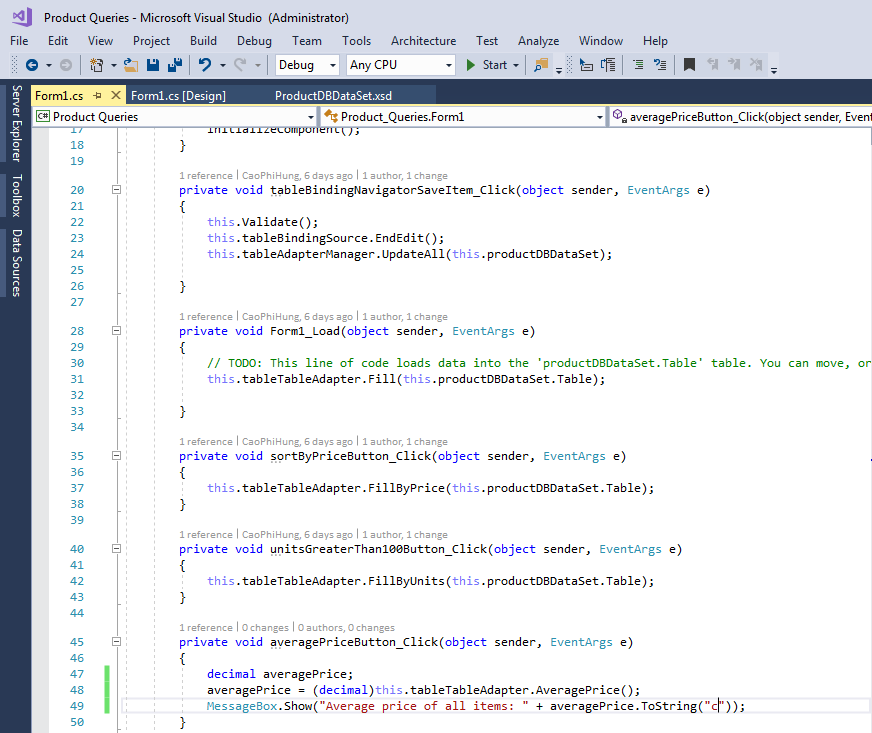 Product Queries - Microsoft Visual Studio (Administrator)
File Edit View Project Build Debug Team Tools Architecture Test Analyze Window Help
Debug Any CPU Start
Form1.cs Form1.cs [Design] ProductDBDataSet.xsd
C# Product Queries Product_Queries.Form1 averagePriceButton_Click(object sender, Event
Server Explorer
Toolbox
Data Sources
17 InitializeComponent();
18 }
19
1 reference | CaoPhiHung, 6 days ago | 1 author, 1 change
20 private void tableBindingNavigatorSaveItem_Click(object sender, EventArgs e)
21 {
22 this.Validate();
23 this.tableBindingSource.EndEdit();
24 this.tableAdapterManager.UpdateAll(this.productDBDataSet);
25
26 }
27
1 reference | CaoPhiHung, 6 days ago | 1 author, 1 change
28 private void Form1_Load(object sender, EventArgs e)
29 {
30 // TODO: This line of code loads data into the 'productDBDataSet.Table' table. You can move, or
31 this.tableTableAdapter.Fill(this.productDBDataSet.Table);
32
33 }
34
1 reference | CaoPhiHung, 6 days ago | 1 author, 1 change
35 private void sortByPriceButton_Click(object sender, EventArgs e)
36 {
37 this.tableTableAdapter.FillByPrice(this.productDBDataSet.Table);
38 }
39
1 reference | CaoPhiHung, 6 days ago | 1 author, 1 change
40 private void unitsGreaterThan100Button_Click(object sender, EventArgs e)
41 {
42 this.tableTableAdapter.FillByUnits(this.productDBDataSet.Table);
43 }
44
1 reference | 0 changes | 0 authors, 0 changes
45 private void averagePriceButton_Click(object sender, EventArgs e)
46 {
47 decimal averagePrice;
48 averagePrice = (decimal)this.tableTableAdapter.AveragePrice();
49 MessageBox.Show("Average price of all items: " + averagePrice.ToString("c"));
50 }